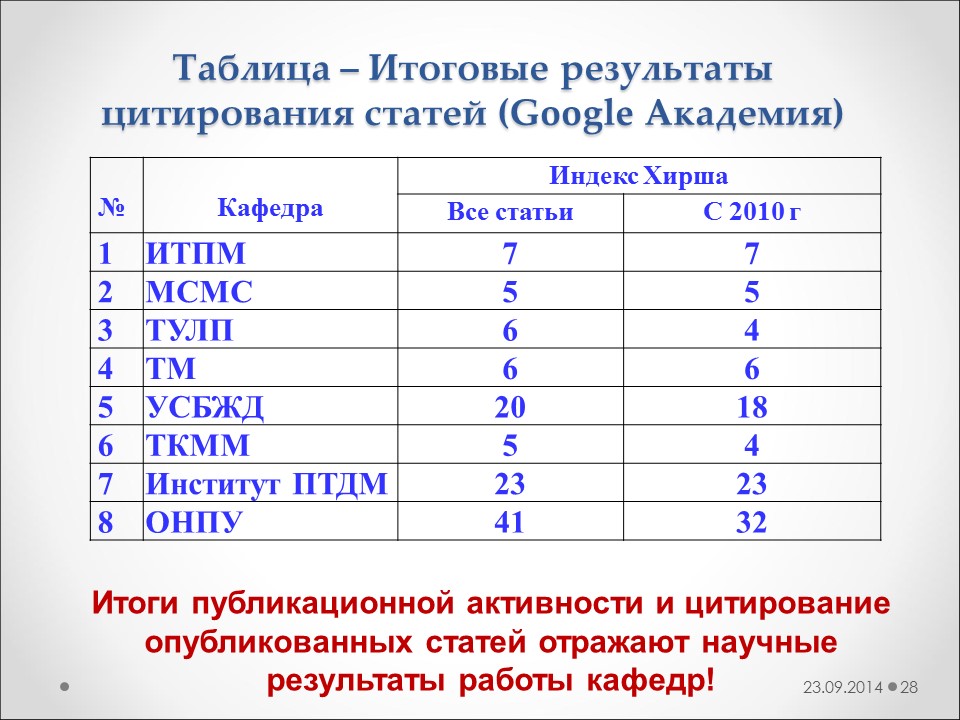 Таблица – Итоговые результаты
цитирования статей (Google Академия)
№ Кафедра Индекс Хирша
Все статьи С 2010 г
1 ИТПМ 7 7
2 МСМС 5 5
3 ТУЛП 6 4
4 ТМ 6 6
5 УСБЖД 20 18
6 ТКММ 5 4
7 Институт ПТДМ 23 23
8 ОНПУ 41 32
Итоги публикационной активности и цитирование
опубликованных статей отражают научные
результаты работы кафедр!
23.09.2014 28